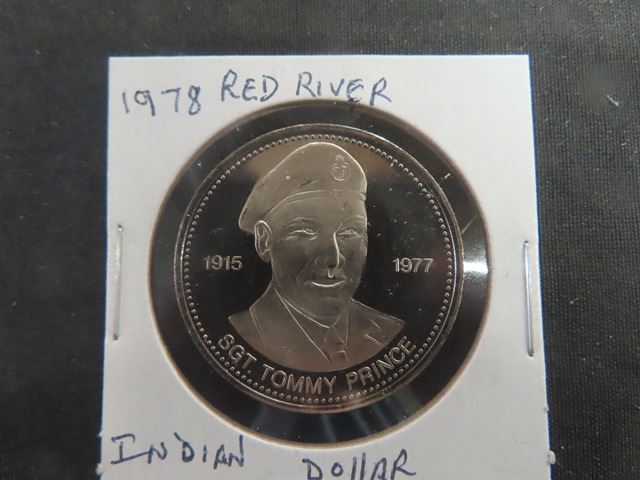 1978 RED RIVER
1915 1977
SGT. TOMMY PRINCE
INDIAN DOllAR